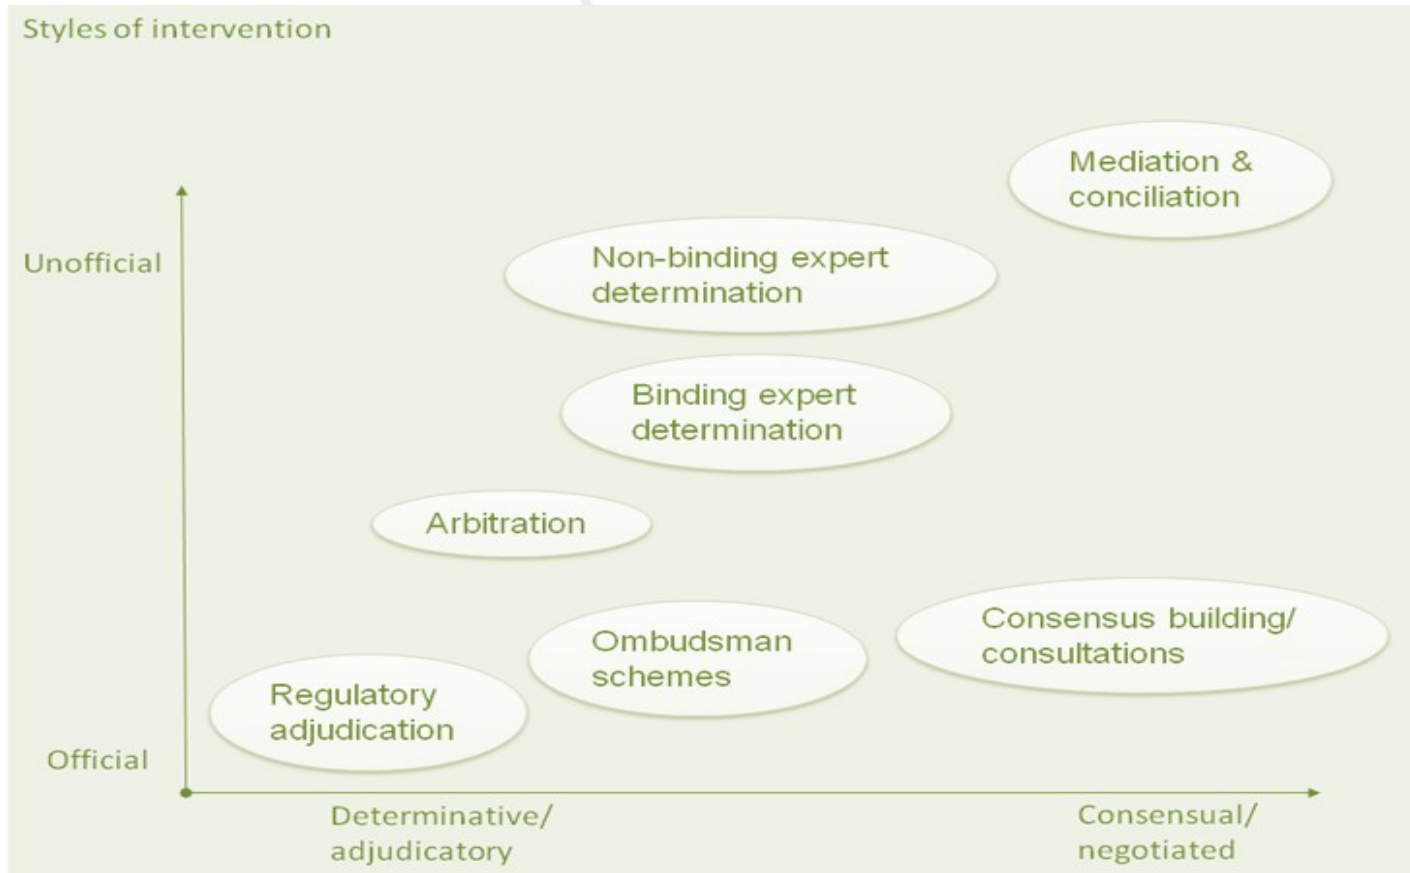 Styles of intervention
Mediation &
conciliation
Unofficial
Non-binding expert
determination
Binding expert
determination
Arbitration
Consensus building/
consultations
Ombudsman
schemes
Regulatory
adjudication
Official
Determinative/
adjudicatory
Consensual/
negotiated